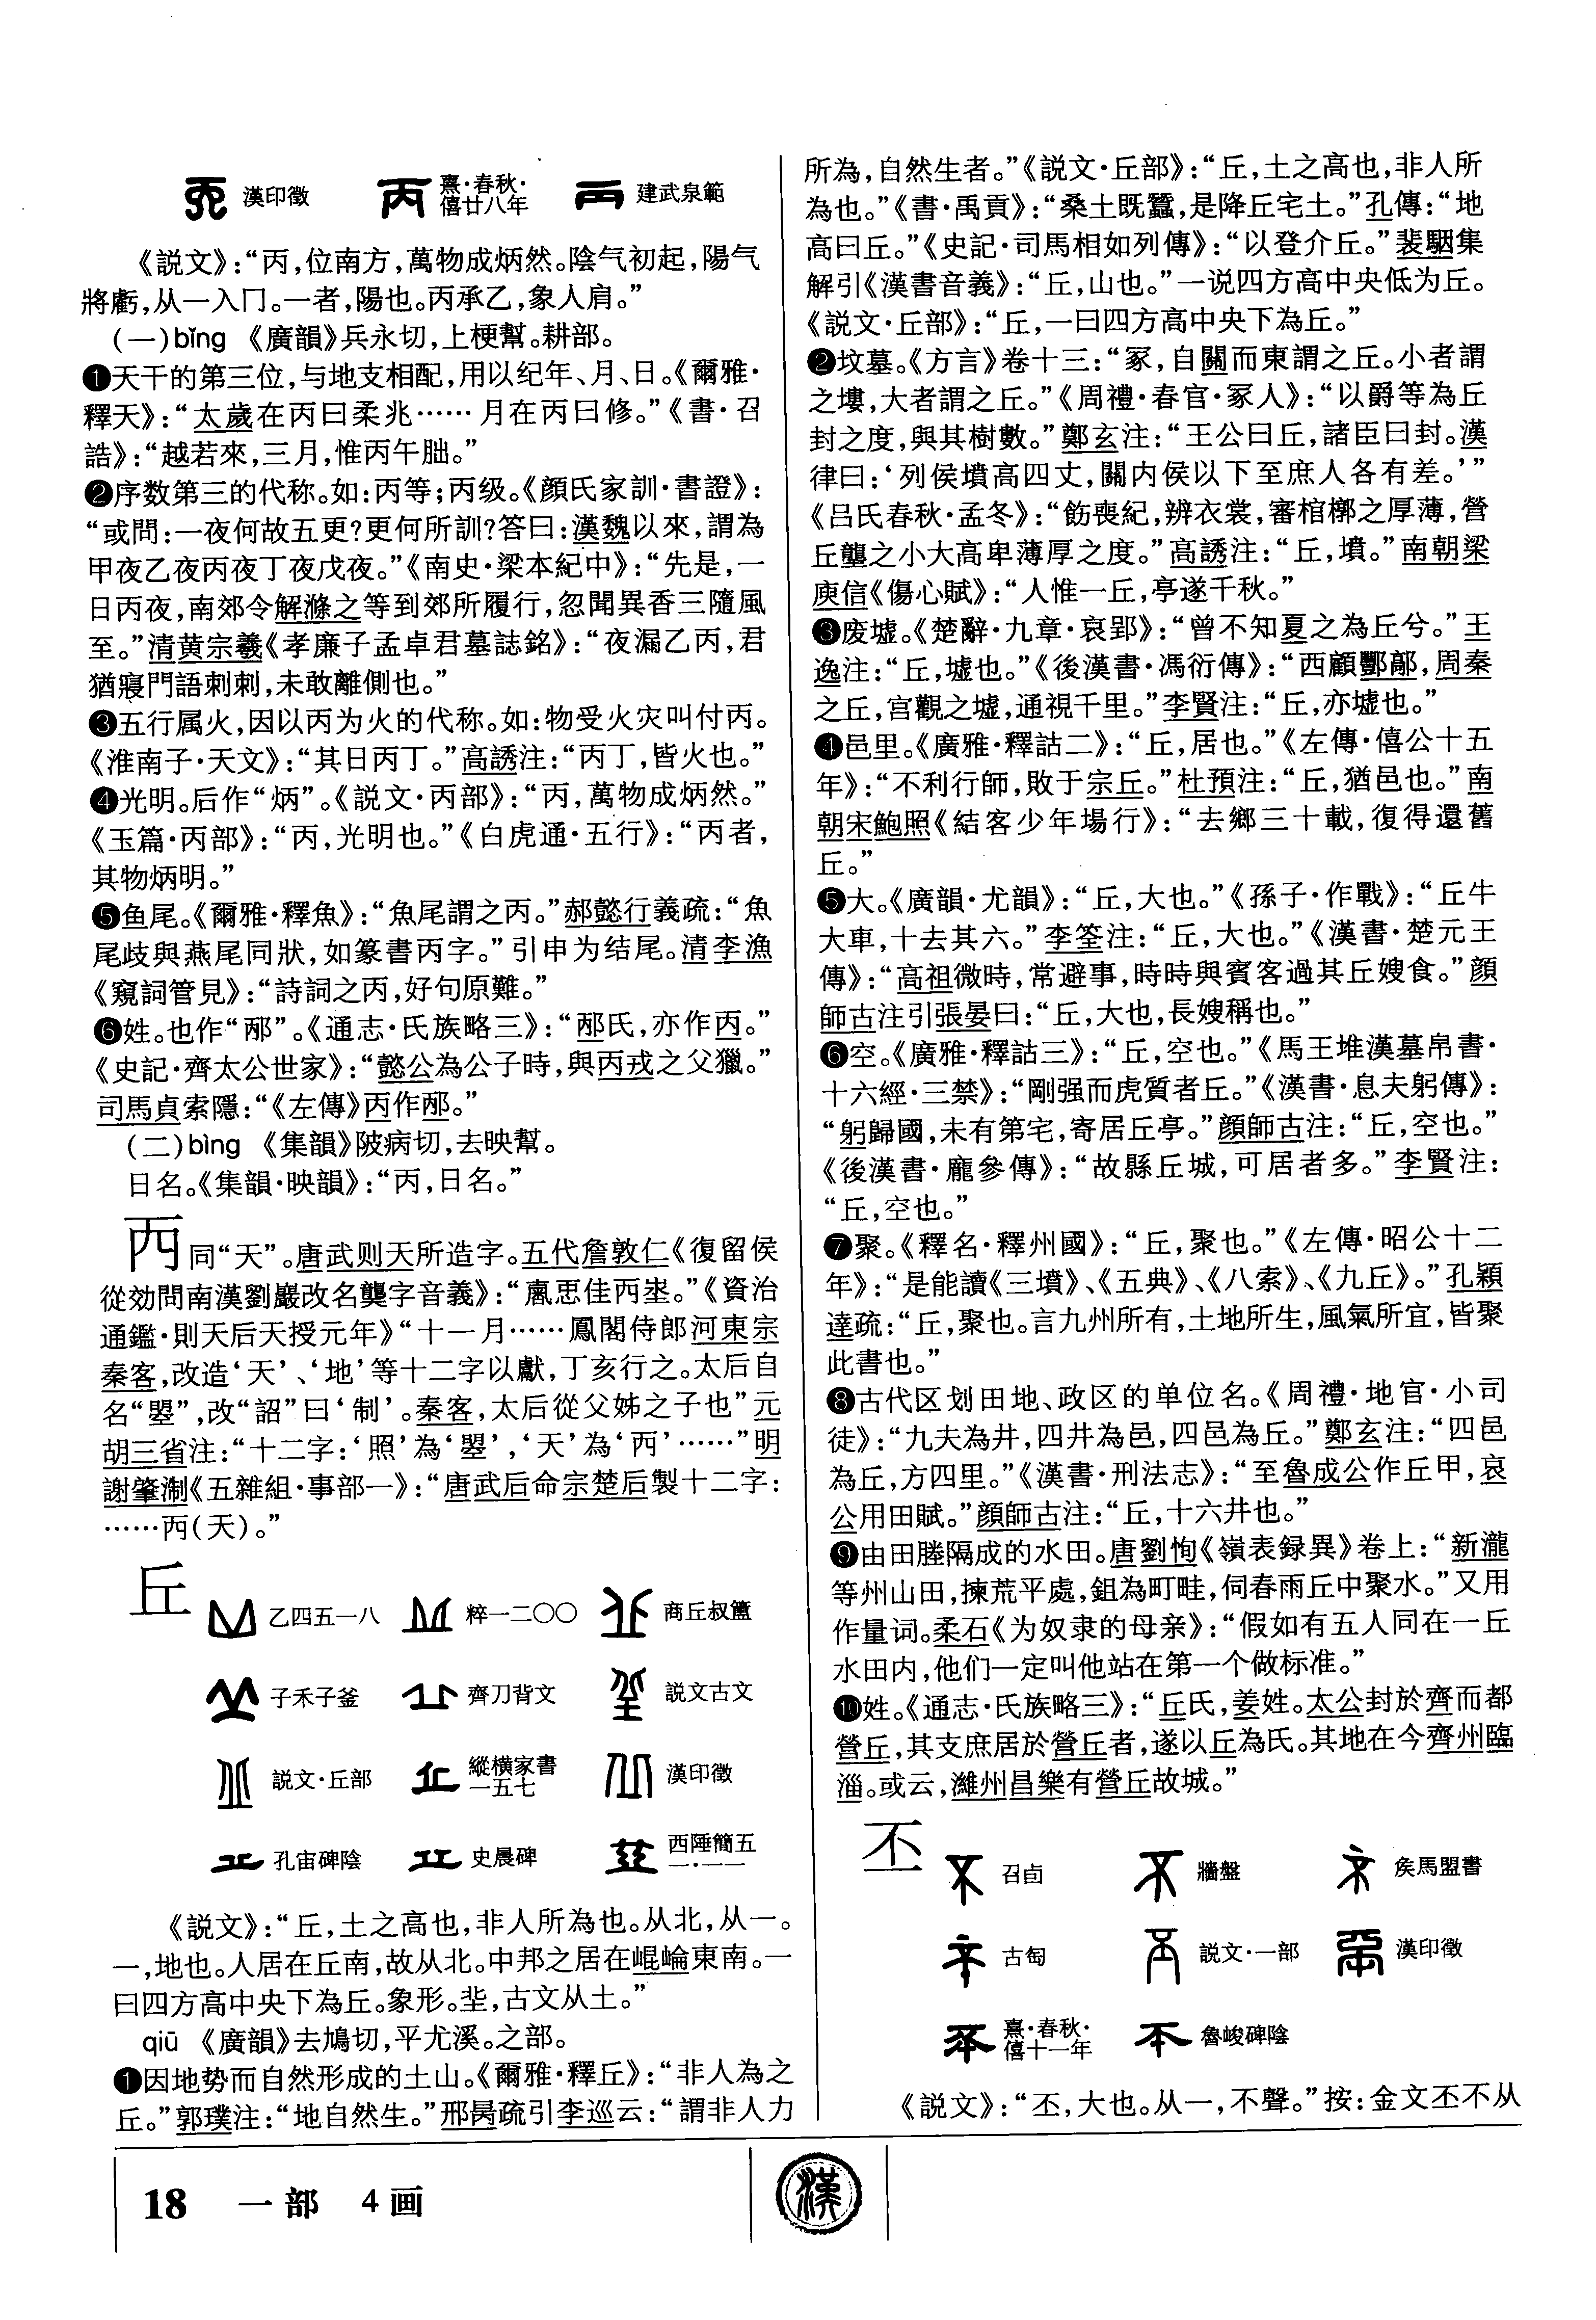 漢印徵　熹·春秋·僖廿八年　建武泉範
《説文》：“丙，位南方，萬物成炳然。陰气初起，陽气
將虧，从一入冂。一者，陽也。丙承乙，象人肩。”
(一)bǐng　《廣韻》兵永切，上梗幫。耕部。
❶天干的第三位，与地支相配，用以纪年、月、日。《爾雅·
釋天》：“太歲在丙曰柔兆……月在丙曰修。”《書·召
誥》：“越若來，三月，惟丙午朏。”
❷序数第三的代称。如：丙等；丙级。《顔氏家訓·書證》：
“或問：一夜何故五更？更何所訓？答曰：漢魏以來，謂為
甲夜乙夜丙夜丁夜戊夜。”《南史·梁本紀中》：“先是，一
日丙夜，南郊令解滌之等到郊所履行，忽聞異香三隨風
至。”清黄宗羲《孝廉子孟卓君墓誌銘》：“夜漏乙丙，君
猶寢門語刺刺，未敢離側也。”
❸五行属火，因以丙为火的代称。如：物受火灾叫付丙。
《淮南子·天文》：“其日丙丁。”高誘注：“丙丁，皆火也。”
❹光明。后作“炳”。《説文·丙部》：“丙，萬物成炳然。”
《玉篇·丙部》：“丙，光明也。”《白虎通·五行》：“丙者，
其物炳明。”
❺鱼尾。《爾雅·釋魚》：“魚尾謂之丙。”郝懿行義疏：“魚
尾歧與燕尾同狀，如篆書丙字。”引申为结尾。清李漁
《窺詞管見》：“詩詞之丙，好句原難。”
❻姓。也作“邴”。《通志·氏族略三》：“邴氏，亦作丙。”
《史記·齊太公世家》：“懿公為公子時，與丙戎之父獵。”
司馬貞索隱：“《左傳》丙作邴。”
(二)bìng　《集韻》陂病切，去映幫。
日名。《集韻·映韻》：“丙，日名。”
同“天”。唐武则天所造字。五代詹敦仁《復留侯
從効問南漢劉巖改名龑字音義》：“佳。”《資治
通鑑·則天后天授元年》“十一月……鳳閣侍郎河東宗
秦客，改造‘天’、‘地’等十二字以獻，丁亥行之。太后自
名“曌”，改“詔”曰‘制’。秦客，太后從父姊之子也”元
胡三省注：“十二字：‘照’為‘曌’，‘天’為‘’……”明
謝肇淛《五雜組·事部一》：“唐武后命宗楚后製十二字：
……(天)。”
丘　乙四五一八　粹一二〇〇　商丘叔簠
子禾子釜　齊刀背文　説文古文
説文·丘部　縱横家書一五七　漢印徵
孔宙碑陰　史晨碑　西陲簡五一·一一
《説文》：“丘，土之高也，非人所為也。从北，从一。
一，地也。人居在丘南，故从北。中邦之居在崐崘東南。一
曰四方高中央下為丘。象形。坕，古文从土。”
qiū　《廣韻》去鳩切，平尤溪。之部。
❶因地势而自然形成的土山。《爾雅·釋丘》：“非人為之
丘。”郭璞注：“地自然生。”邢昺疏引李巡云：“謂非人力
所為，自然生者。”《説文·丘部》：“丘，土之高也，非人所
為也。”《書·禹貢》：“桑土既蠶，是降丘宅土。”孔傳：“地
高曰丘。”《史記·司馬相如列傳》：“以登介丘。”裴駰集
解引《漢書音義》：“丘，山也。”一说四方高中央低为丘。
《説文·丘部》：“丘，一曰四方高中央下為丘。”
❷坟墓。《方言》卷十三：“冢，自關而東謂之丘。小者謂
之塿，大者謂之丘。”《周禮·春官·冢人》：“以爵等為丘
封之度，與其樹數。”鄭玄注：“王公曰丘，諸臣曰封。漢
律曰：‘列侯墳高四丈，關内侯以下至庶人各有差。’”
《吕氏春秋·孟冬》：“飭喪紀，辨衣裳，審棺槨之厚薄，營
丘壟之小大高卑薄厚之度。”高誘注：“丘，墳。”南朝梁
庾信《傷心賦》：“人惟一丘，亭遂千秋。”
❸废墟。《楚辭·九章·哀郢》：“曾不知夏之為丘兮。”王
逸注：“丘，墟也。”《後漢書·馮衍傳》：“西顧酆鄗，周秦
之丘，宫觀之墟，通視千里。”李賢注：“丘，亦墟也。”
❹邑里。《廣雅·釋詁二》：“丘，居也。”《左傳·僖公十五
年》：“不利行師，敗于宗丘。”杜預注：“丘，猶邑也。”南
朝宋鮑照《結客少年場行》：“去鄉三十載，復得還舊
丘。”
❺大。《廣韻·尤韻》：“丘，大也。”《孫子·作戰》：“丘牛
大車，十去其六。”李筌注：“丘，大也。”《漢書·楚元王
傳》：“高祖微時，常避事，時時與賓客過其丘嫂食。”顔
師古注引張晏曰：“丘，大也，長嫂稱也。”
❻空。《廣雅·釋詁三》：“丘，空也。”《馬王堆漢墓帛書·
十六經·三禁》：“剛强而虎質者丘。”《漢書·息夫躬傳》：
“躬歸國，未有第宅，寄居丘亭。”顔師古注：“丘，空也。”
《後漢書·龐參傳》：“故縣丘城，可居者多。”李賢注：
“丘，空也。”
❼聚。《釋名·釋州國》：“丘，聚也。”《左傳·昭公十二
年》：“是能讀《三墳》、《五典》、《八索》、《九丘》。”孔穎
達疏：“丘，聚也。言九州所有，土地所生，風氣所宜，皆聚
此書也。”
❽古代区划田地、政区的单位名。《周禮·地官·小司
徒》：“九夫為井，四井為邑，四邑為丘。”鄭玄注：“四邑
為丘，方四里。”《漢書·刑法志》：“至魯成公作丘甲，哀
公用田賦。”顔師古注：“丘，十六井也。”
❾由田塍隔成的水田。唐劉恂《嶺表録異》卷上：“新瀧
等州山田，揀荒平處，鉏為町畦，伺春雨丘中聚水。”又用
作量词。柔石《为奴隶的母亲》：“假如有五人同在一丘
水田内，他们一定叫他站在第一个做标准。”
❿姓。《通志·氏族略三》：“丘氏，姜姓。太公封於齊而都
營丘，其支庶居於營丘者，遂以丘為氏。其地在今齊州臨
淄。或云，濰州昌樂有營丘故城。”
丕　召卣　牆盤　矦馬盟書
古匋　説文·一部　漢印徵
熹·春秋·僖十一年　魯峻碑陰
《説文》：“丕，大也。从一，不聲。”按：金文丕不从
18　一部　4画
漢